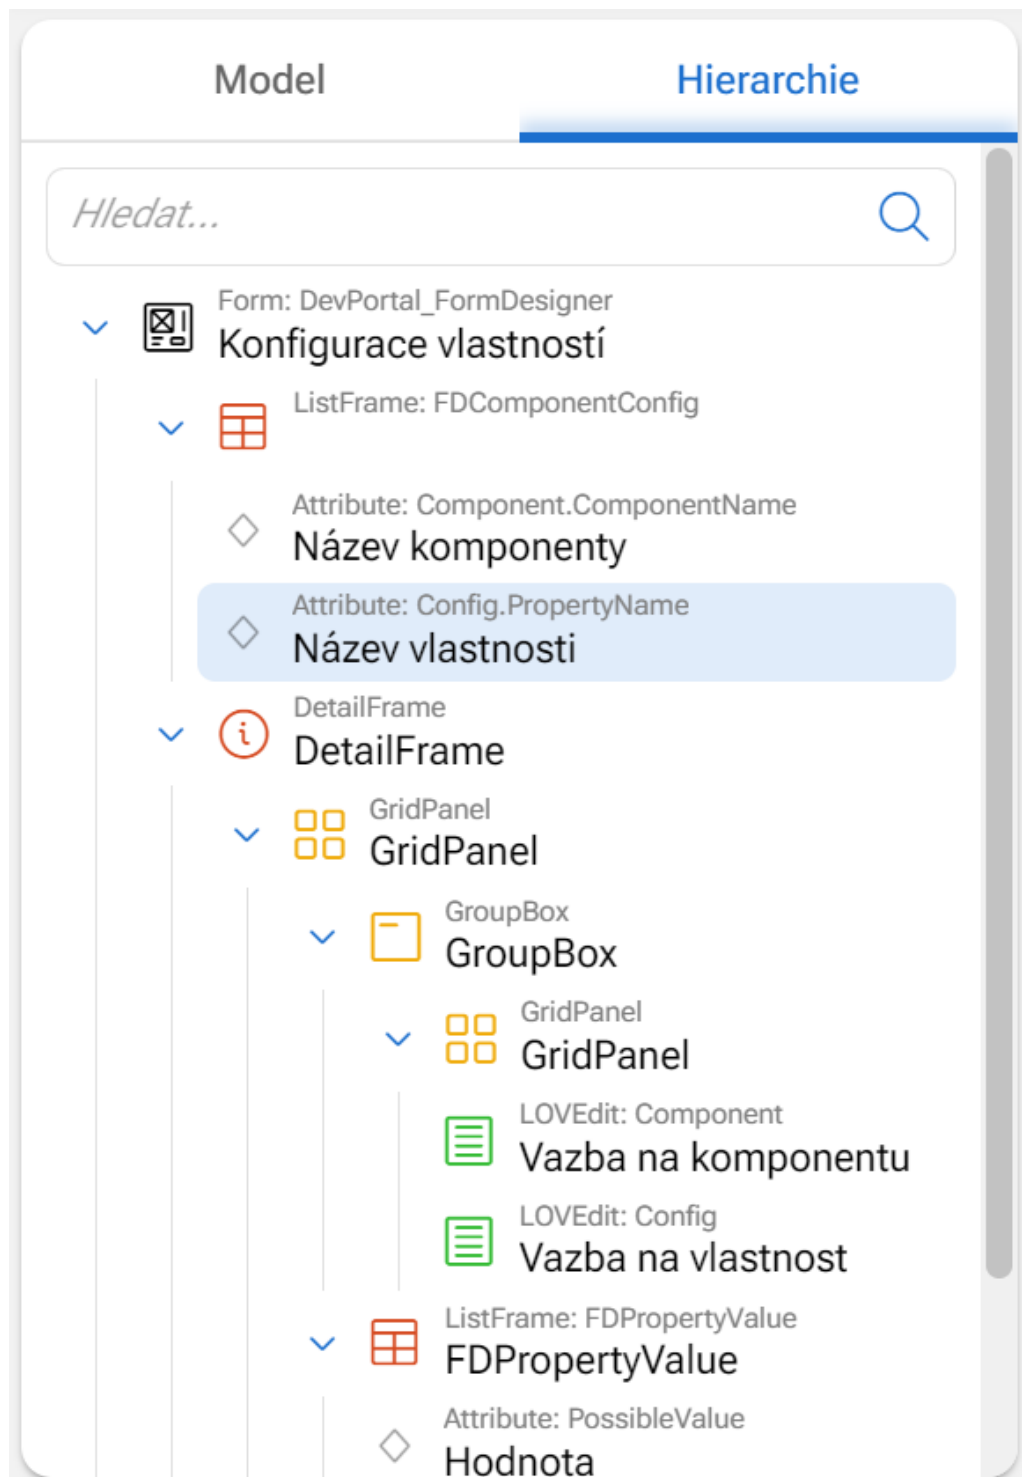 Model
Hierarchie
Hledat...
Form: DevPortal_FormDesigner
Konfigurace vlastností
ListFrame: FDComponentConfig
Attribute: Component.ComponentName
Název komponenty
Attribute: Config.PropertyName
Název vlastnosti
DetailFrame
DetailFrame
GridPanel
GridPanel
GroupBox
GroupBox
GridPanel
GridPanel
LOVEdit: Component
Vazba na komponentu
LOVEdit: Config
Vazba na vlastnost
ListFrame: FDPropertyValue
FDPropertyValue
Attribute: PossibleValue
Hodnota